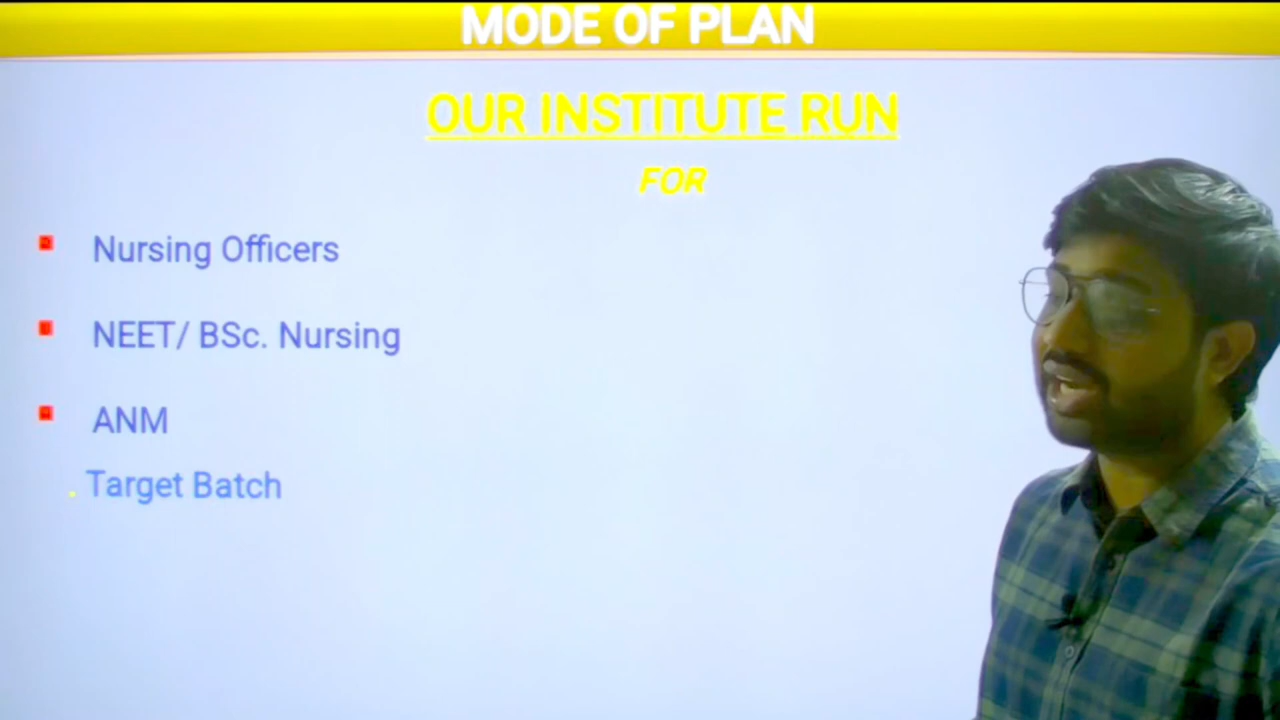 MODE OF PLAN
OUR INSTITUTE RUN
FOR
Nursing Officers
NEET/ BSc. Nursing
ANM
. Target Batch